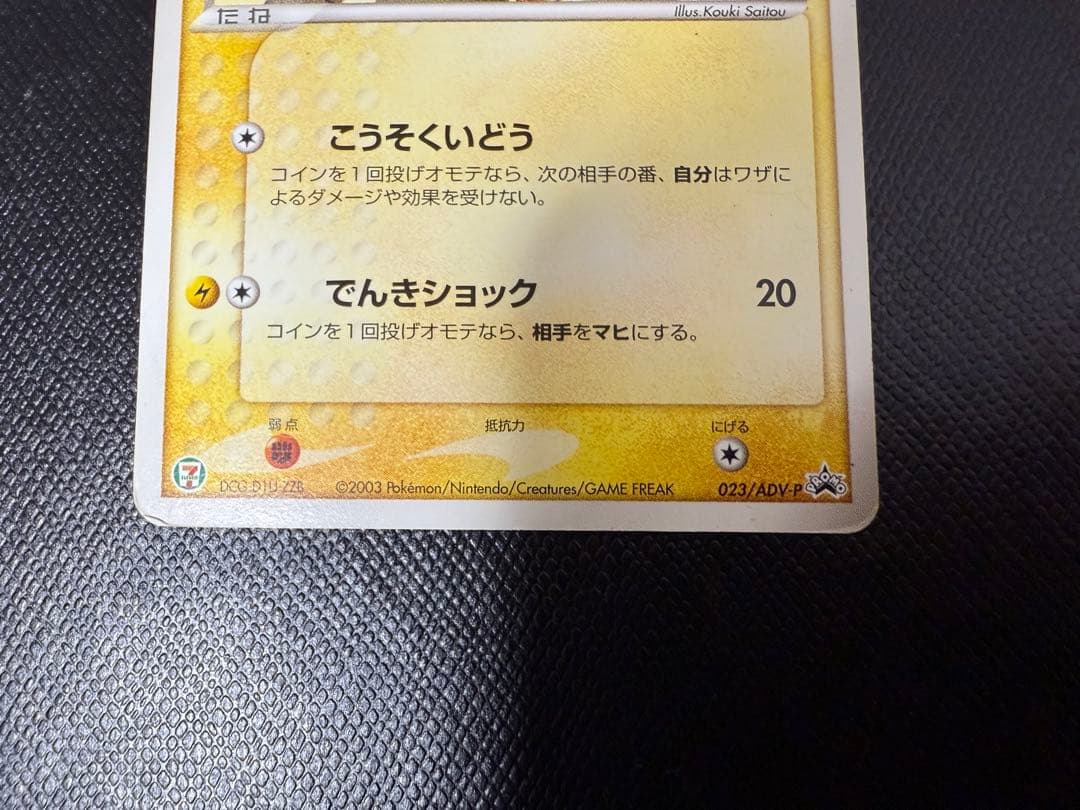 たね
Illus.Kouki Saitou
こうそくいどう
コインを1回投げオモテなら、次の相手の番、自分はワザに
よるダメージや効果を受けない。
でんきショック 20
コインを1回投げオモテなら、相手をマヒにする。
弱点 抵抗力 にげる
7
ELEVEN
©2003 Pokémon/Nintendo/Creatures/GAME FREAK
023/ADV-P
PROMO